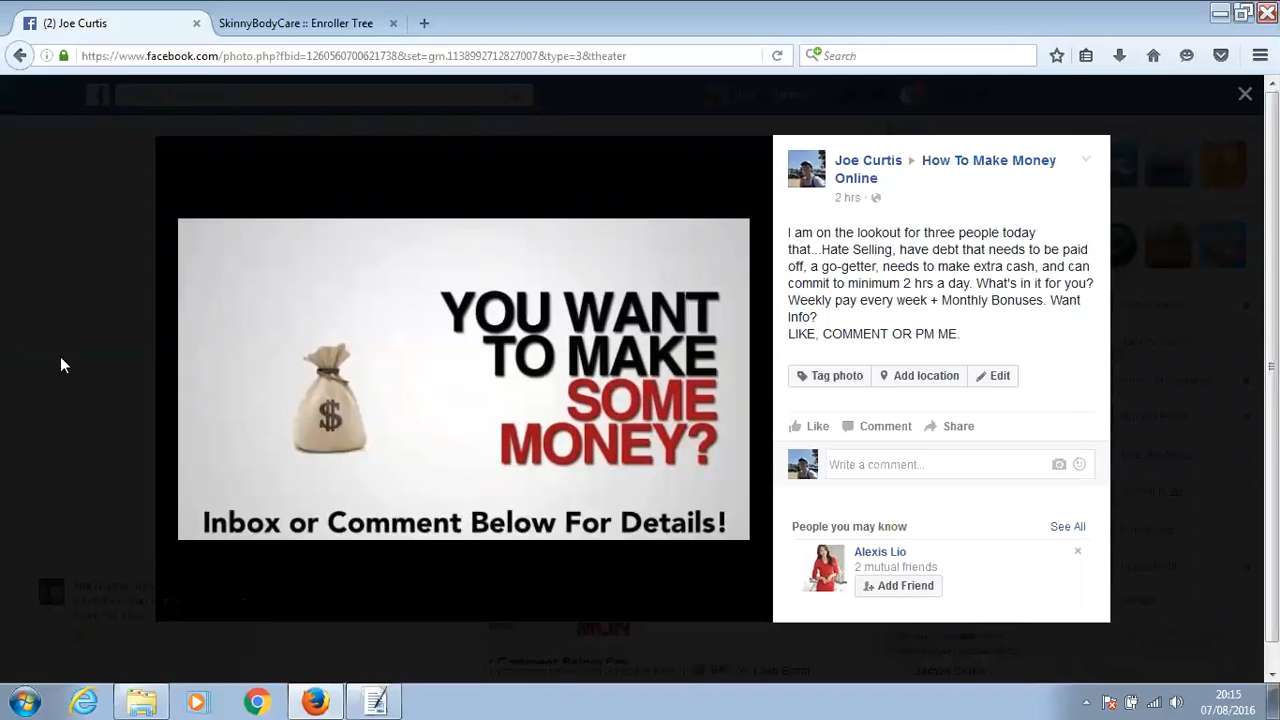 (2) Joe Curtis
SkinnyBodyCare :: Enroller Tree
https://www.facebook.com/photo.php?fbid=1260560700621738&set=gm.1138992712827007&type=3&theater
Search
Joe Curtis ▸ How To Make Money
Online
2 hrs ·
I am on the lookout for three people today
that...Hate Selling, have debt that needs to be paid
off, a go-getter, needs to make extra cash, and can
commit to minimum 2 hrs a day. What's in it for you?
Weekly pay every week + Monthly Bonuses. Want
Info?
LIKE, COMMENT OR PM ME.
Tag photo Add location Edit
Like Comment Share
Write a comment...
People you may know See All
Alexis Lio
2 mutual friends
Add Friend
YOU WANT
TO MAKE
SOME
MONEY?
$
Inbox or Comment Below For Details!
20:15
07/08/2016